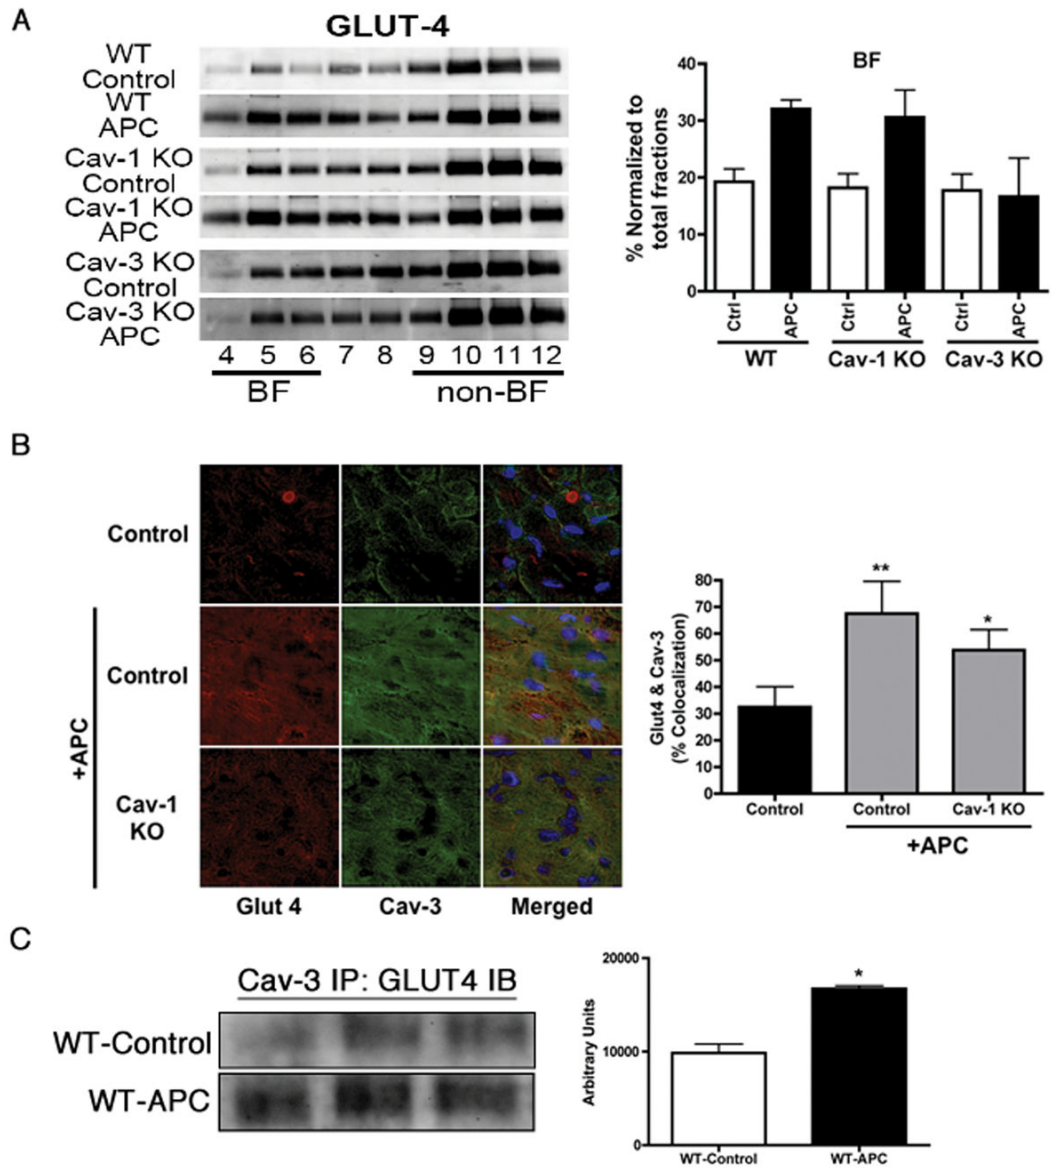 A
GLUT-4
WT
Control
WT
APC
Cav-1 KO
Control
Cav-1 KO
APC
Cav-3 KO
Control
Cav-3 KO
APC
4 5 6 7 8 9 10 11 12
BF non-BF
BF
% Normalized to
total fractions
40
30
20
10
0
Ctrl APC Ctrl APC Ctrl APC
WT Cav-1 KO Cav-3 KO
B
Control
+APC
Control
Cav-1
KO
Glut 4 Cav-3 Merged
Glut4 & Cav-3
(% Colocalization)
80
70
60
50
40
30
20
10
0
**
*
Control Control Cav-1 KO
+APC
C
Cav-3 IP: GLUT4 IB
WT-Control
WT-APC
Arbitrary Units
20000
10000
0
*
WT-Control WT-APC